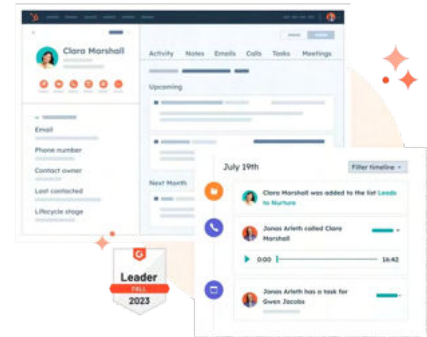 Clara Marshall
Activity Notes Emails Calls Tasks Meetings
Upcoming
Email
Phone number
Contact owner
Last contacted
Lifecycle stage
Next Month
July 19th
Filter timeline
Clara Marshall was added to the list Leads
to Nurture
Jonas Arleth called Clara
Marshall
0:00
16:42
Jonas Arleth has a task for
Gwen Jacobs
G
Leader
FALL
2023